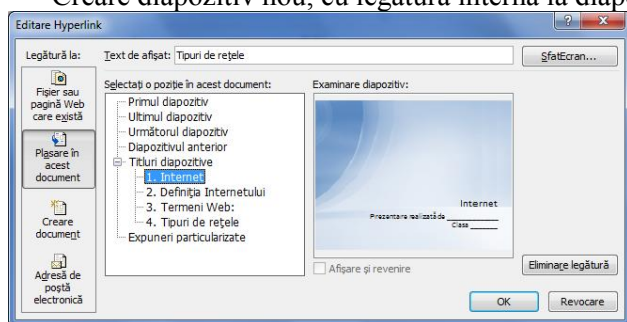 Creare diapozitiv nou, cu legătură internă la diap
Editare Hyperlink
Legătură la:
Text de afișat: Tipuri de rețele
SfatEcran...
Fișier sau
pagină Web
care există
Plasare în
acest
document
Creare
document
Adresă de
poștă
electronică
Selectați o poziție în acest document:
Primul diapozitiv
Ultimul diapozitiv
Următorul diapozitiv
Diapozitivul anterior
Titluri diapozitive
1. Internet
2. Definiția Internetului
3. Termeni Web:
4. Tipuri de rețele
Expuneri particularizate
Examinare diapozitiv:
Internet
Prezentare realizată de ____________
Clasa ______
Afișare și revenire
Eliminare legătură
OK
Revocare